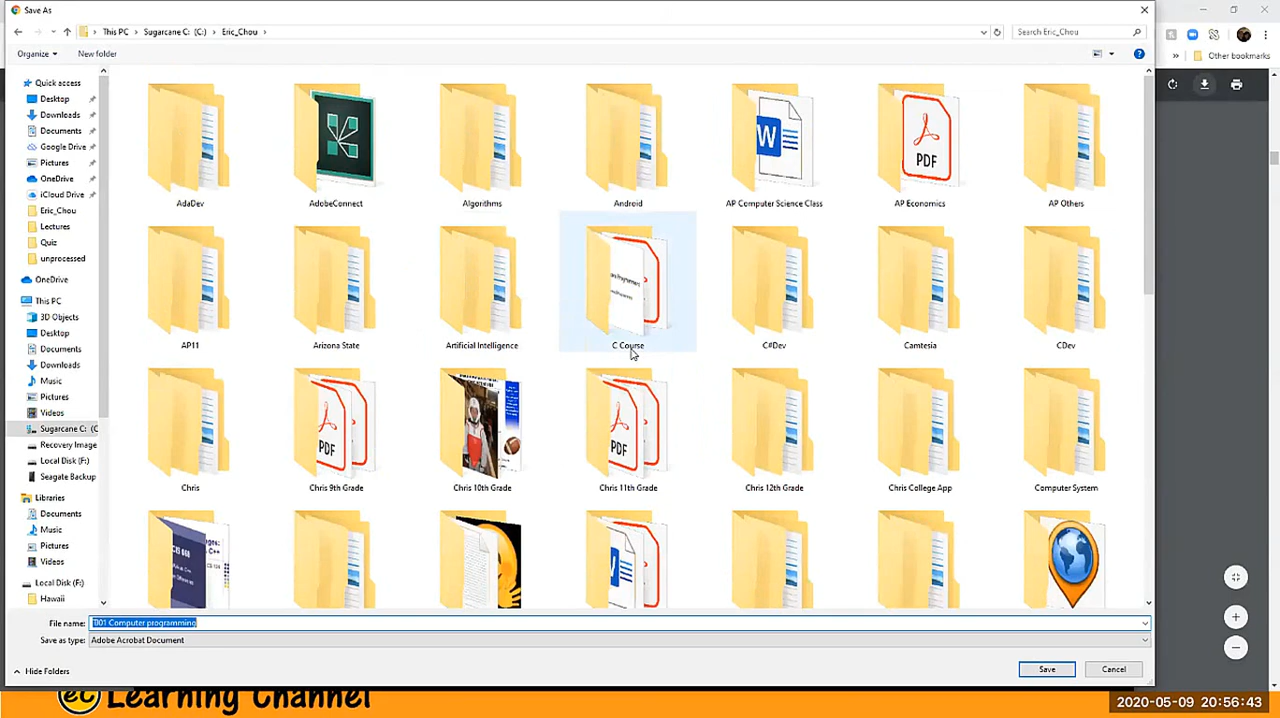 Save As
This PC > Sugarcane C: (C:) > Eric_Chou >
Search Eric_Chou
Organize
New folder
Other bookmarks
Quick access
Desktop
Downloads
Documents
Google Drive
Pictures
OneDrive
iCloud Drive
Eric_Chou
Lectures
Quiz
unprocessed
OneDrive
This PC
3D Objects
Desktop
Documents
Downloads
Music
Pictures
Videos
Sugarcane C: (C
Recovery Image
Local Disk (F:)
Seagate Backup
Libraries
Documents
Music
Pictures
Videos
Local Disk (F:)
Hawaii
W
PDF
AdaDev
AdobeConnect
Algorithms
Android
AP Computer Science Class
AP Economics
AP Others
AP11
Arizona State
Artificial Intelligence
C Course
C#Dev
Camtesia
CDev
PDF
PDF
Chris
Chris 9th Grade
Chris 10th Grade
Chris 11th Grade
Chris 12th Grade
Chris College App
Computer System
W
File name:
Computer programming
Save as type: Adobe Acrobat Document
Hide Folders
Save
Cancel
eC Learning Channel
2020-05-09 20:56:43